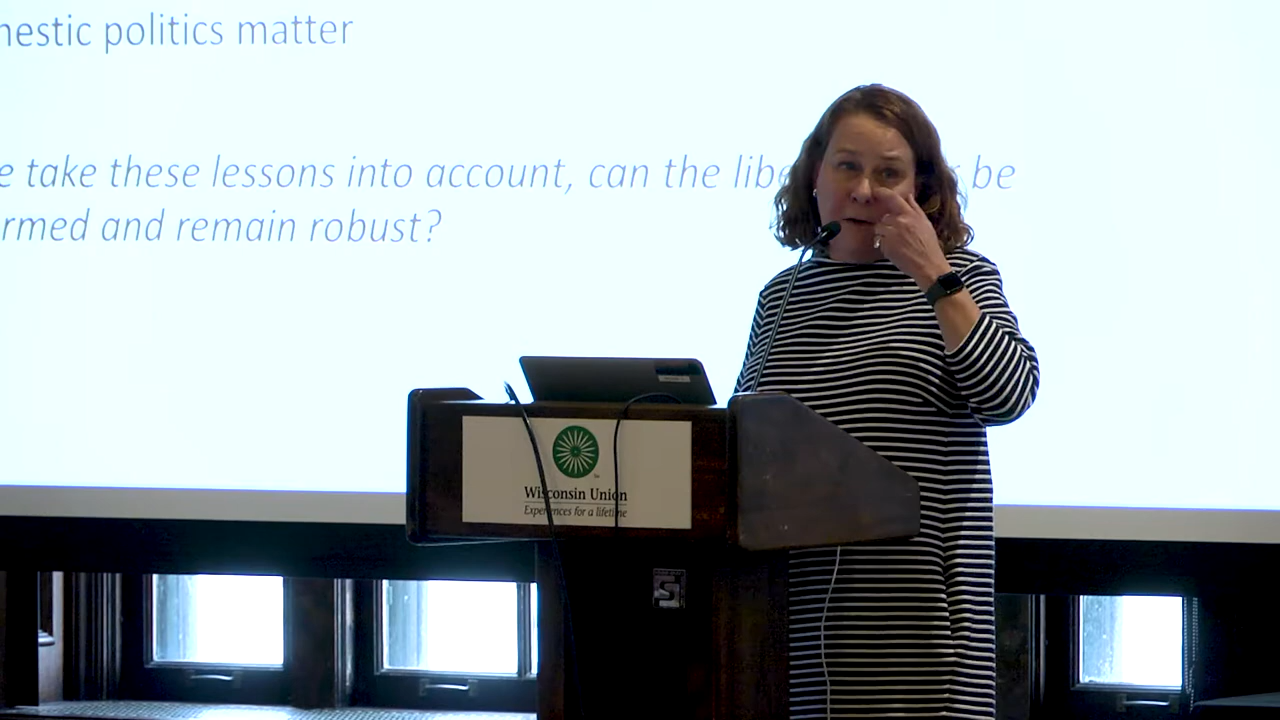 nestic politics matter
e take these lessons into account, can the libe r be
rmed and remain robust?
Wisconsin Union
Experiences for a lifetime